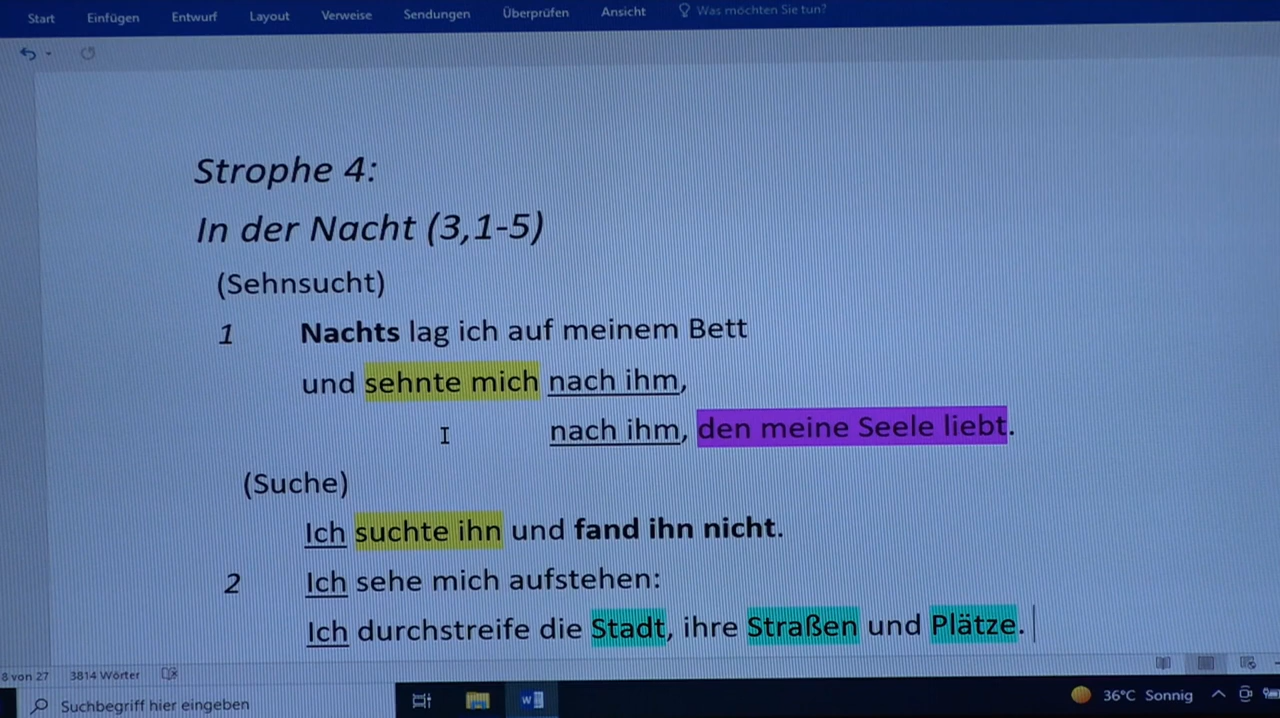 Start Einfügen Entwurf Layout Verweise Sendungen Überprüfen Ansicht Was möchten Sie tun?
Strophe 4:
In der Nacht (3,1-5)
(Sehnsucht)
1 Nachts lag ich auf meinem Bett
und sehnte mich nach ihm,
nach ihm, den meine Seele liebt.
(Suche)
Ich suchte ihn und fand ihn nicht.
2 Ich sehe mich aufstehen:
Ich durchstreife die Stadt, ihre Straßen und Plätze.
8 von 27 3814 Wörter
Suchbegriff hier eingeben
36°C Sonnig